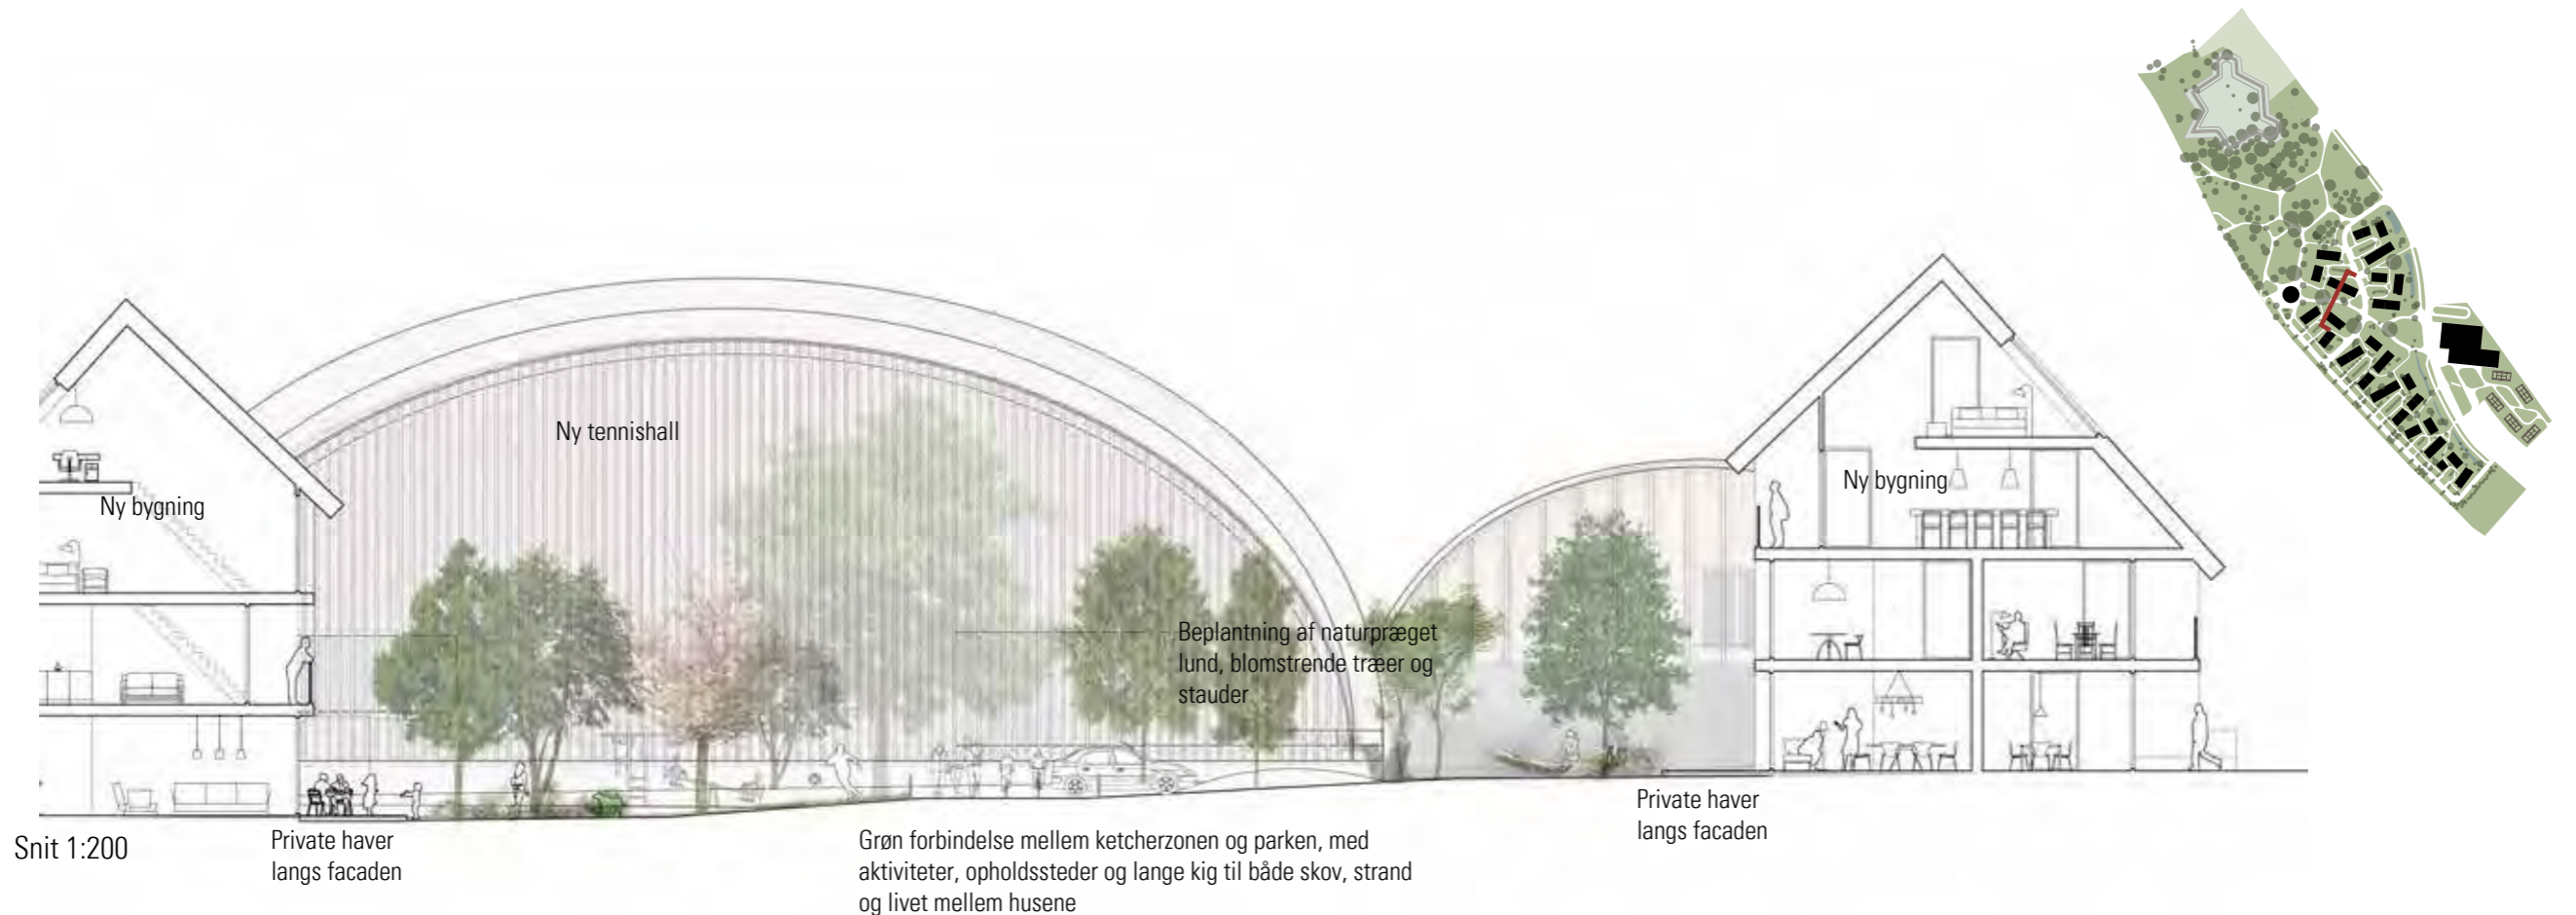 Ny tennishall
Ny bygning
Ny bygning
Beplantning af naturpræget
lund, blomstrende træer og
stauder
Private haver
langs facaden
Snit 1:200
Private haver
langs facaden
Grøn forbindelse mellem ketcherzonen og parken, med
aktiviteter, opholdssteder og lange kig til både skov, strand
og livet mellem husene